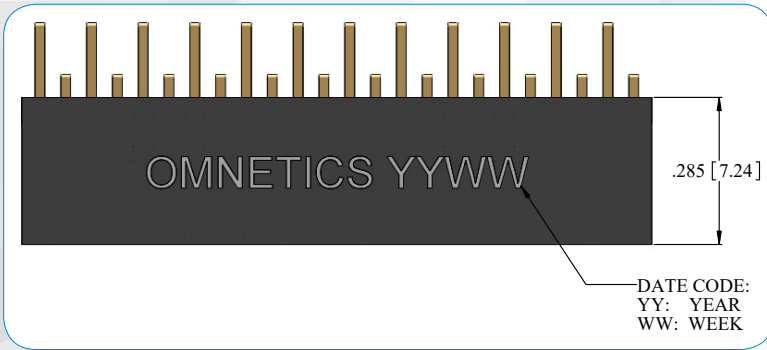 OMNETICS YYWW
.285 [7.24]
DATE CODE:
YY: YEAR
WW: WEEK